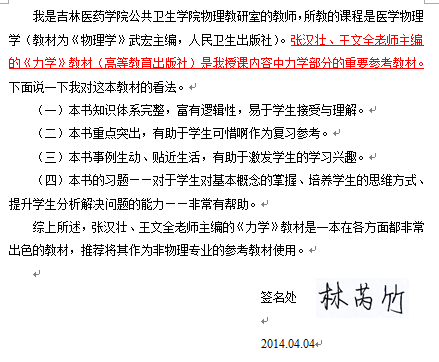 我是吉林医药学院公共卫生学院物理教研室的教师，所教的课程是医学物理
学（教材为《物理学》武宏主编，人民卫生出版社）。张汉壮、王文全老师主编
的《力学》教材（高等教育出版社）是我授课内容中力学部分的重要参考教材。
下面说一下我对这本教材的看法。
（一）本书知识体系完整，富有逻辑性，易于学生接受与理解。
（二）本书重点突出，有助于学生可惜啊作为复习参考。
（三）本书事例生动、贴近生活，有助于激发学生的学习兴趣。
（四）本书的习题——对于学生对基本概念的掌握、培养学生的思维方式、
提升学生分析解决问题的能力——非常有帮助。
综上所述，张汉壮、王文全老师主编的《力学》教材是一本在各方面都非常
出色的教材，推荐将其作为非物理专业的参考教材使用。
签名处 林芮竹
2014.04.04